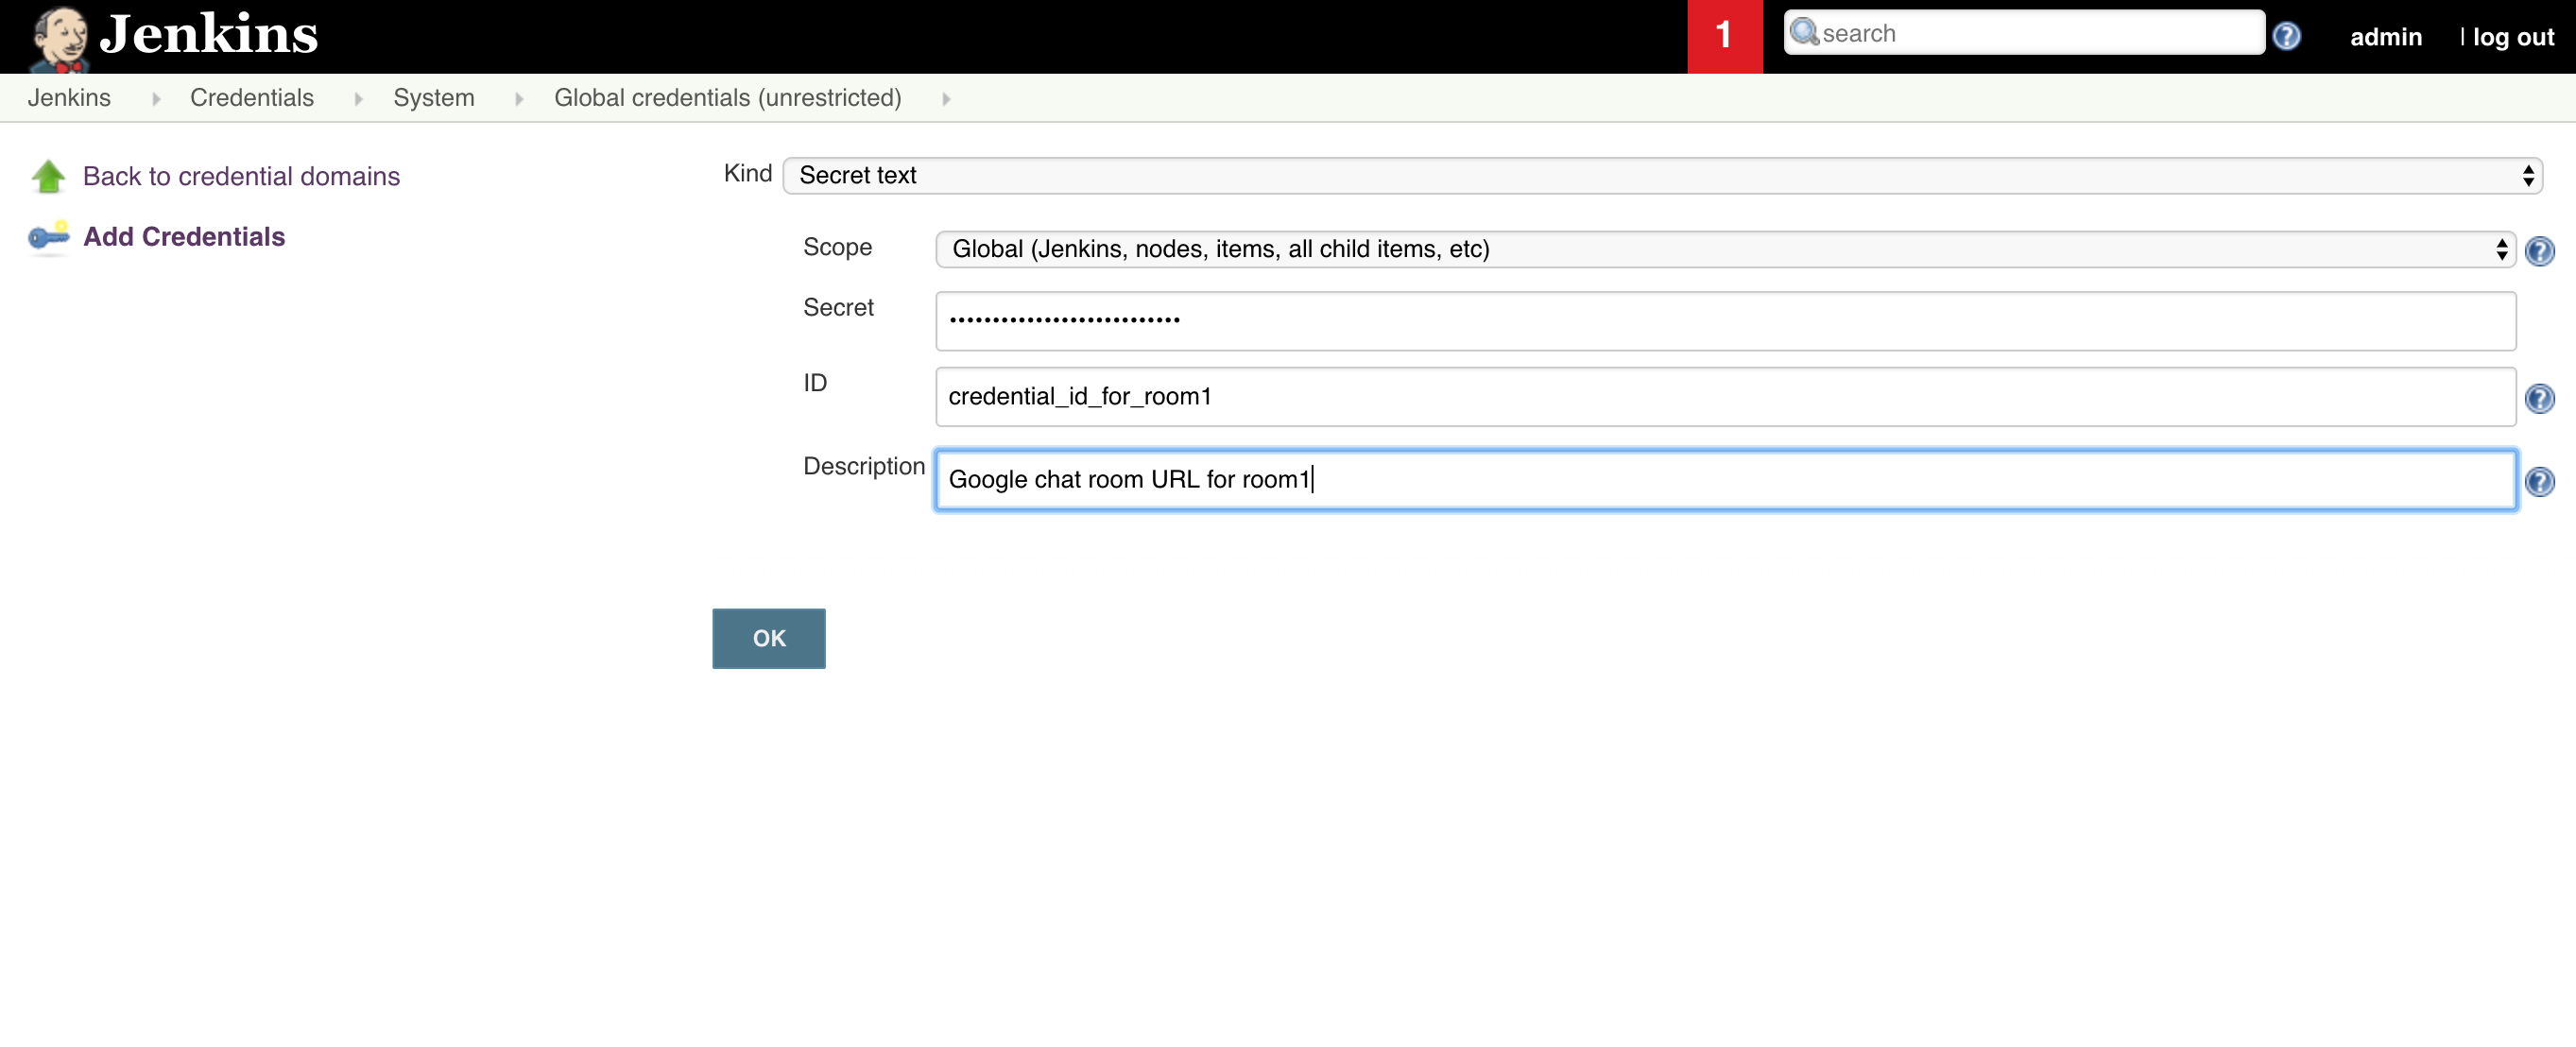 Jenkins
1
search
?
admin
| log out
Jenkins
Credentials
System
Global credentials (unrestricted)
Back to credential domains
Add Credentials
Kind
Secret text
Scope
Global (Jenkins, nodes, items, all child items, etc)
?
Secret
•••••••••••••••••••••••••••
ID
credential_id_for_room1
?
Description
Google chat room URL for room1
?
OK